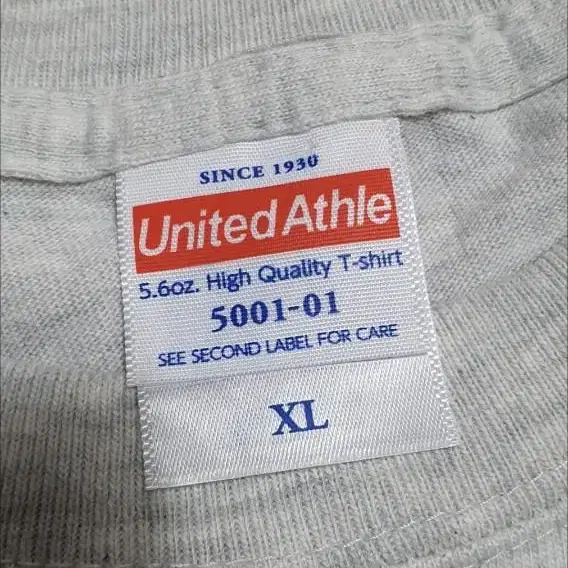 SINCE 1930
United Athle
5.6oz. High Quality T-shirt
5001-01
SEE SECOND LABEL FOR CARE
XL